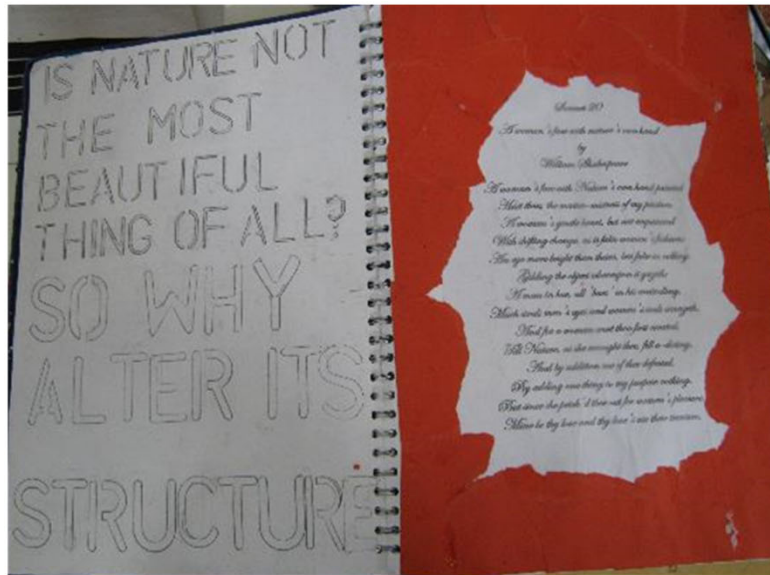 IS NATURE NOT
THE MOST
BEAUTIFUL
THING OF ALL?
SO WHY
ALTER ITS
STRUCTURE
Sonnet 20
A woman's face with nature's own hand
by
William Shakespeare
A woman's face with Nature's own hand painted
Hast thou, the master-mistress of my passion;
A woman's gentle heart, but not acquainted
With shifting change, as is false women's fashion;
An eye more bright than theirs, less false in rolling,
Gilding the object whereupon it gazeth;
A man in hue, all 'hues' in his controlling,
Much steals men's eyes and women's souls amazeth.
And for a woman wert thou first created;
Till Nature, as she wrought thee, fell a-doting,
And by addition me of thee defeated,
By adding one thing to my purpose nothing.
But since she prick'd thee out for women's pleasure,
Mine be thy love and thy love's use their treasure.